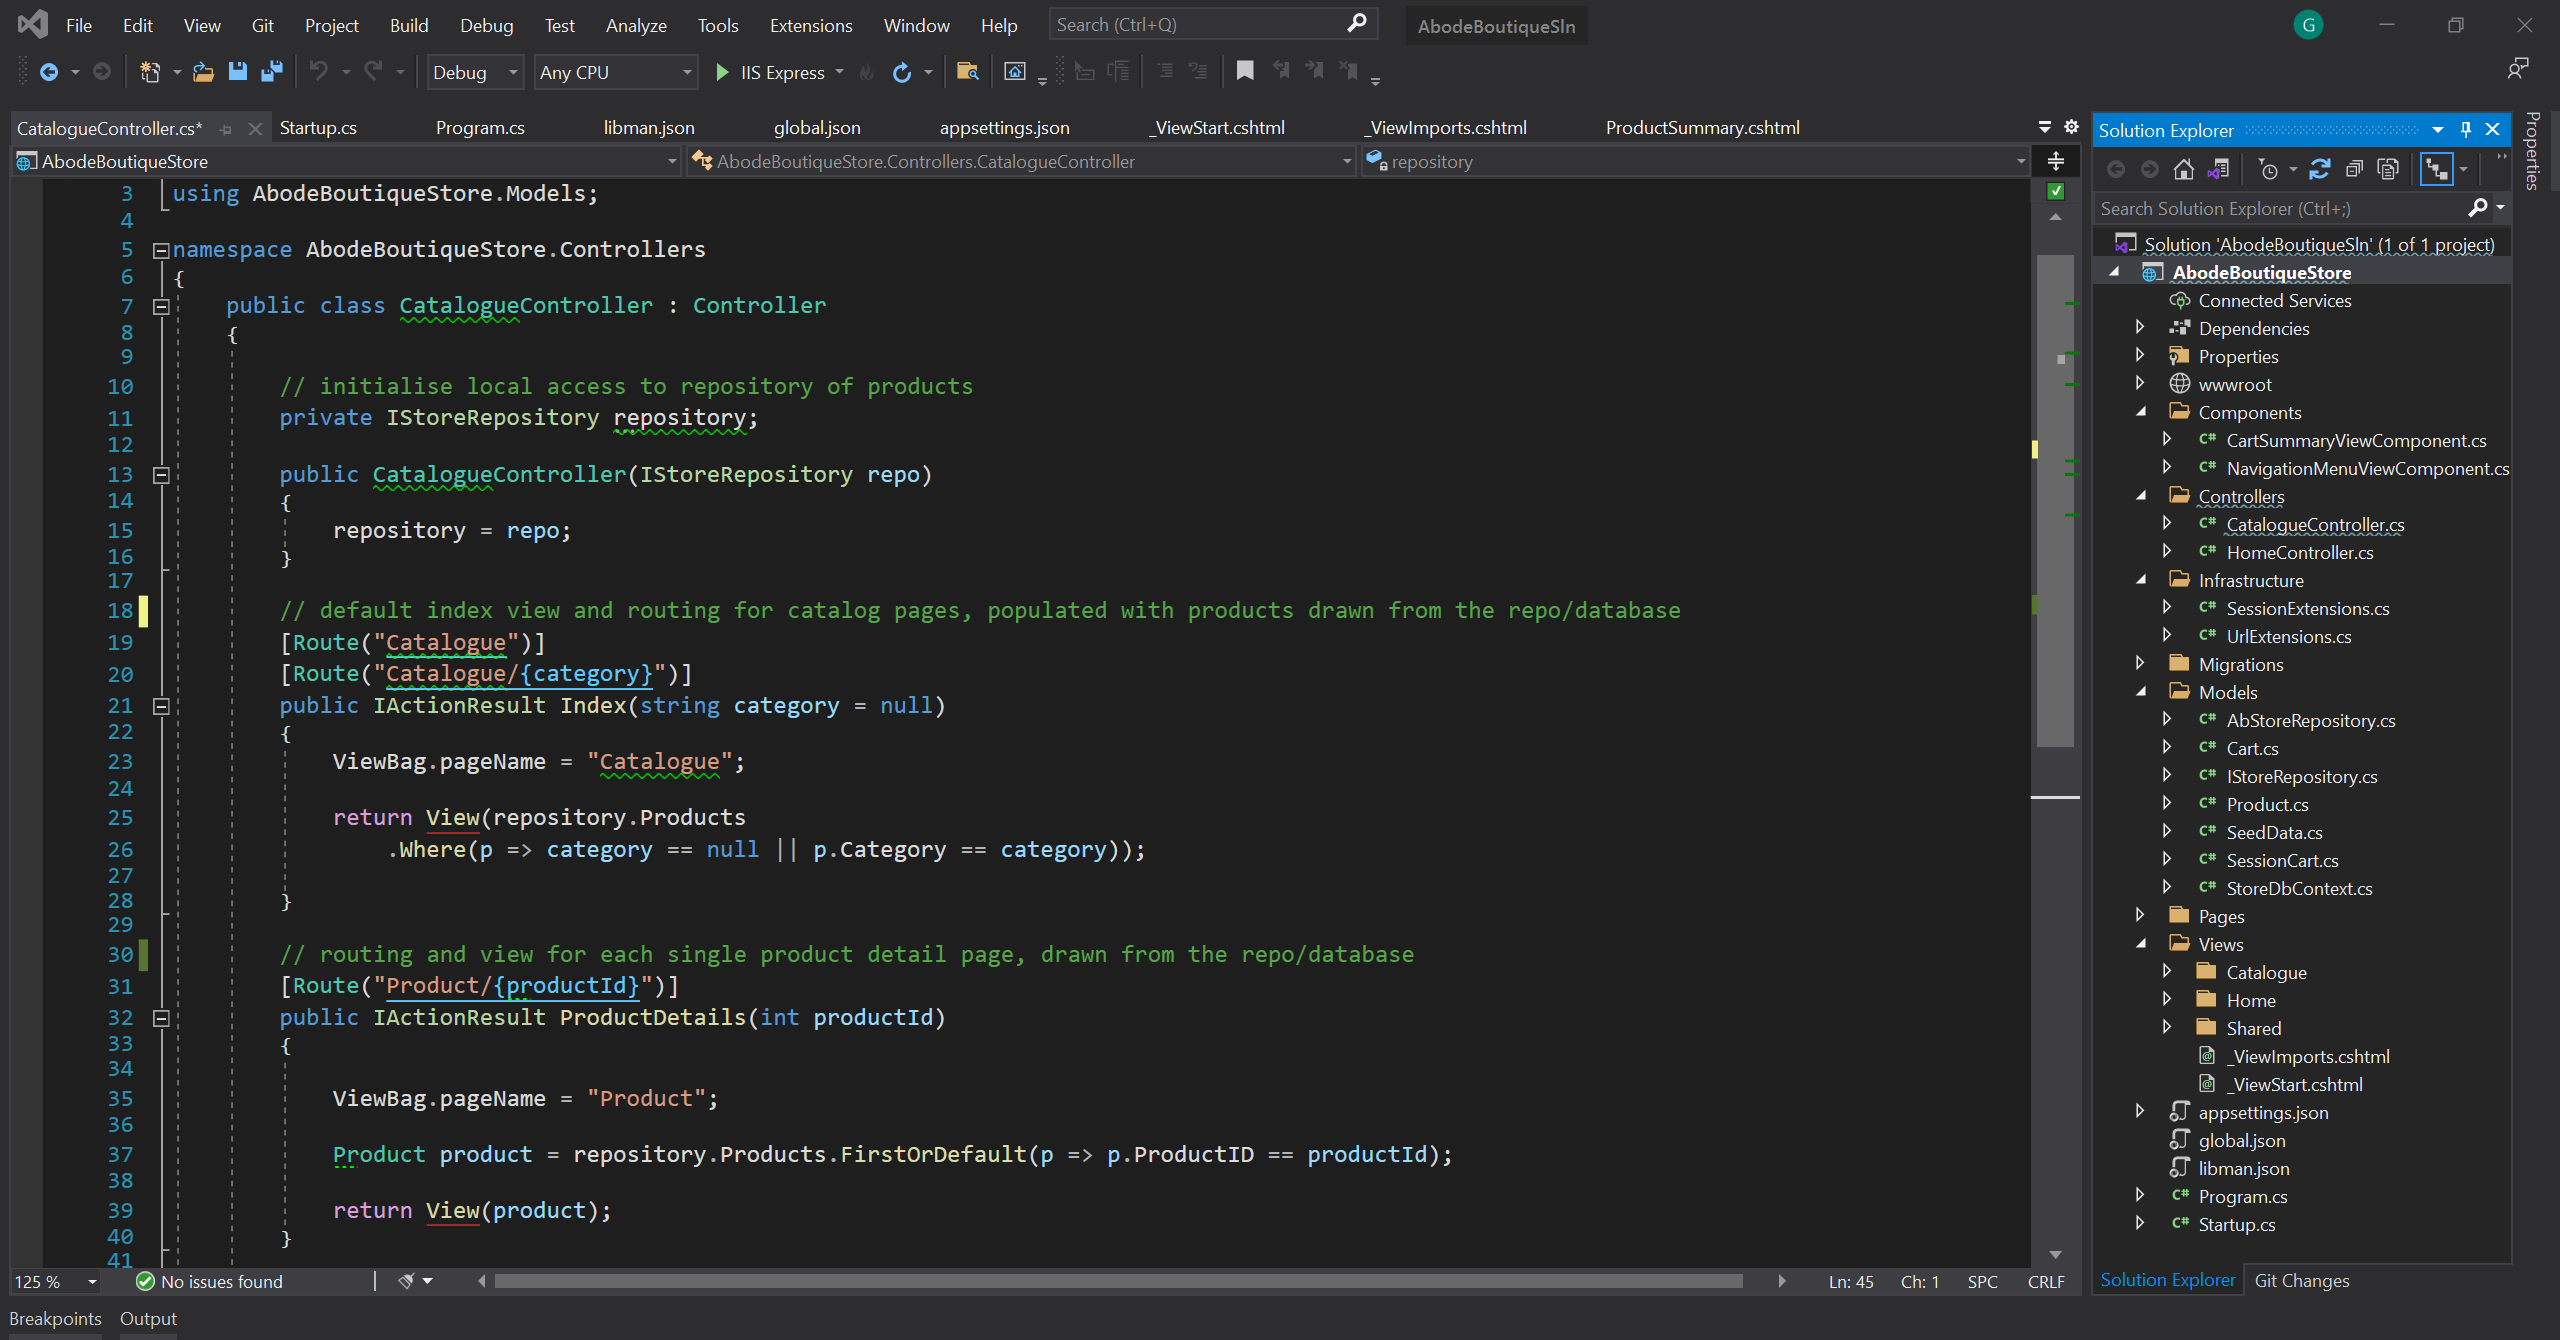 File Edit View Git Project Build Debug Test Analyze Tools Extensions Window Help Search (Ctrl+Q) AbodeBoutiqueSln G
Debug Any CPU IIS Express
CatalogueController.cs* Startup.cs Program.cs libman.json global.json appsettings.json _ViewStart.cshtml _ViewImports.cshtml ProductSummary.cshtml
AbodeBoutiqueStore AbodeBoutiqueStore.Controllers.CatalogueController repository
3 using AbodeBoutiqueStore.Models;
4
5 namespace AbodeBoutiqueStore.Controllers
6 {
7 public class CatalogueController : Controller
8 {
9
10 // initialise local access to repository of products
11 private IStoreRepository repository;
12
13 public CatalogueController(IStoreRepository repo)
14 {
15 repository = repo;
16 }
17
18 // default index view and routing for catalog pages, populated with products drawn from the repo/database
19 [Route("Catalogue")]
20 [Route("Catalogue/{category}")]
21 public IActionResult Index(string category = null)
22 {
23 ViewBag.pageName = "Catalogue";
24
25 return View(repository.Products
26 .Where(p => category == null || p.Category == category));
27
28 }
29
30 // routing and view for each single product detail page, drawn from the repo/database
31 [Route("Product/{productId}")]
32 public IActionResult ProductDetails(int productId)
33 {
34
35 ViewBag.pageName = "Product";
36
37 Product product = repository.Products.FirstOrDefault(p => p.ProductID == productId);
38
39 return View(product);
40 }
41
125 % No issues found Ln: 45 Ch: 1 SPC CRLF
Breakpoints Output
Solution Explorer
Search Solution Explorer (Ctrl+;)
Solution 'AbodeBoutiqueSln' (1 of 1 project)
AbodeBoutiqueStore
Connected Services
Dependencies
Properties
wwwroot
Components
C# CartSummaryViewComponent.cs
C# NavigationMenuViewComponent.cs
Controllers
C# CatalogueController.cs
C# HomeController.cs
Infrastructure
C# SessionExtensions.cs
C# UrlExtensions.cs
Migrations
Models
C# AbStoreRepository.cs
C# Cart.cs
C# IStoreRepository.cs
C# Product.cs
C# SeedData.cs
C# SessionCart.cs
C# StoreDbContext.cs
Pages
Views
Catalogue
Home
Shared
_ViewImports.cshtml
_ViewStart.cshtml
appsettings.json
global.json
libman.json
C# Program.cs
C# Startup.cs
Solution Explorer Git Changes
Properties